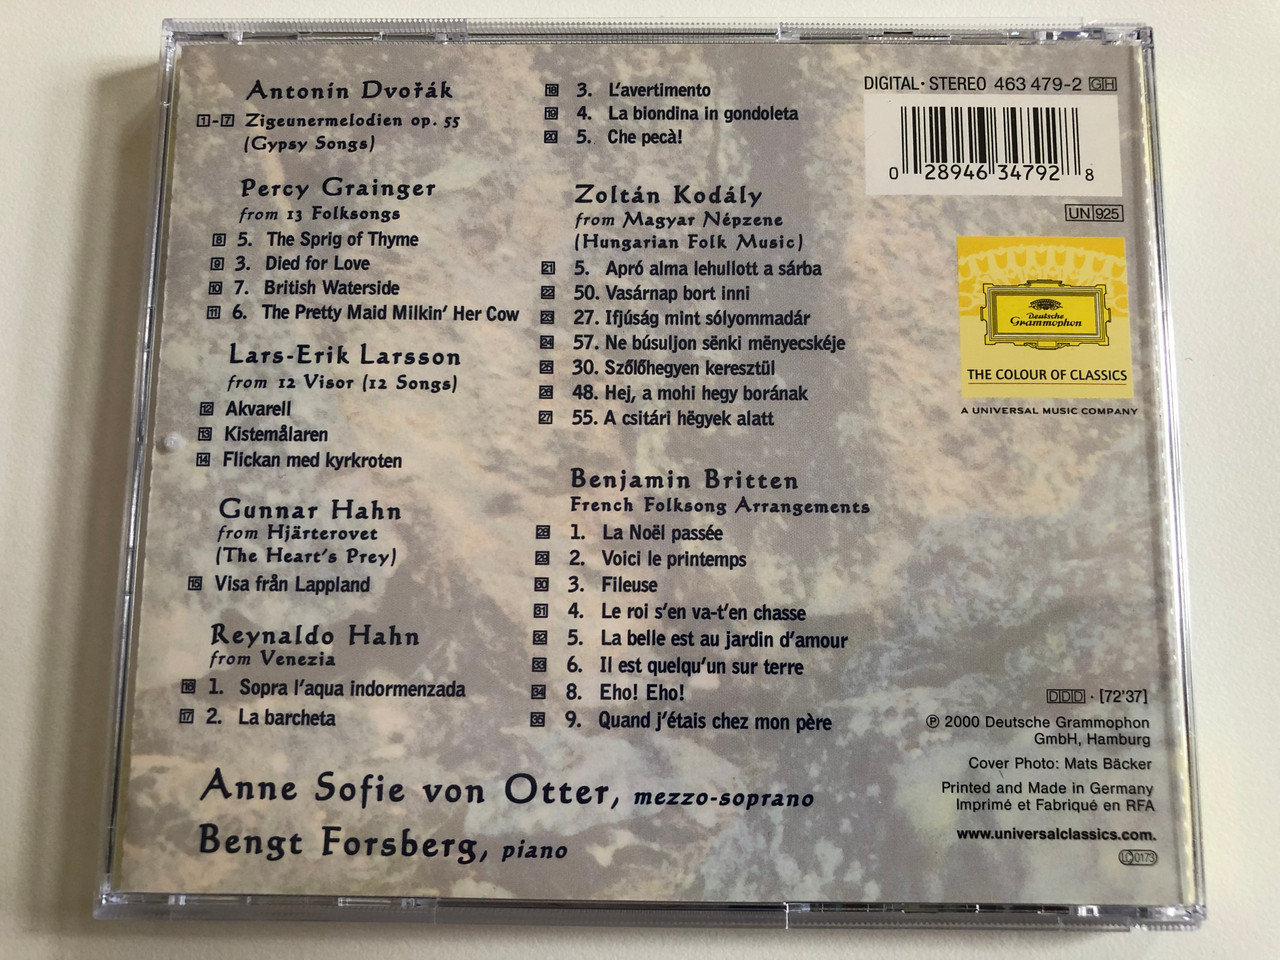 Antonín Dvořák
1-7 Zigeunermelodien op. 55
(Gypsy Songs)
Percy Grainger
from 13 Folksongs
8 5. The Sprig of Thyme
9 3. Died for Love
10 7. British Waterside
11 6. The Pretty Maid Milkin' Her Cow
Lars-Erik Larsson
from 12 Visor (12 Songs)
12 Akvarell
13 Kistemålaren
14 Flickan med kyrkroten
Gunnar Hahn
from Hjärterovet
(The Heart's Prey)
15 Visa från Lappland
Reynaldo Hahn
from Venezia
16 1. Sopra l'aqua indormenzada
17 2. La barcheta
18 3. L'avertimento
19 4. La biondina in gondoleta
20 5. Che pecà!
Zoltán Kodály
from Magyar Népzene
(Hungarian Folk Music)
21 5. Apró alma lehullott a sárba
22 50. Vasárnap bort inni
23 27. Ifjúság mint sólyommadár
24 57. Ne búsuljon sënki mënyecskéje
25 30. Szőlőhegyen keresztül
26 48. Hej, a mohi hegy borának
27 55. A csitári hëgyek alatt
Benjamin Britten
French Folksong Arrangements
28 1. La Noël passée
29 2. Voici le printemps
30 3. Fileuse
31 4. Le roi s'en va-t'en chasse
32 5. La belle est au jardin d'amour
33 6. Il est quelqu'un sur terre
34 8. Eho! Eho!
35 9. Quand j'étais chez mon père
Anne Sofie von Otter, mezzo-soprano
Bengt Forsberg, piano
DIGITAL · STEREO 463 479-2 GH
0 28946 34792 8
UN 925
Deutsche
Grammophon
THE COLOUR OF CLASSICS
A UNIVERSAL MUSIC COMPANY
DDD · [72'37]
℗ 2000 Deutsche Grammophon
GmbH, Hamburg
Cover Photo: Mats Bäcker
Printed and Made in Germany
Imprimé et Fabriqué en RFA
www.universalclassics.com.
LC 0173